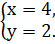 {x = 4,
{y = 2.